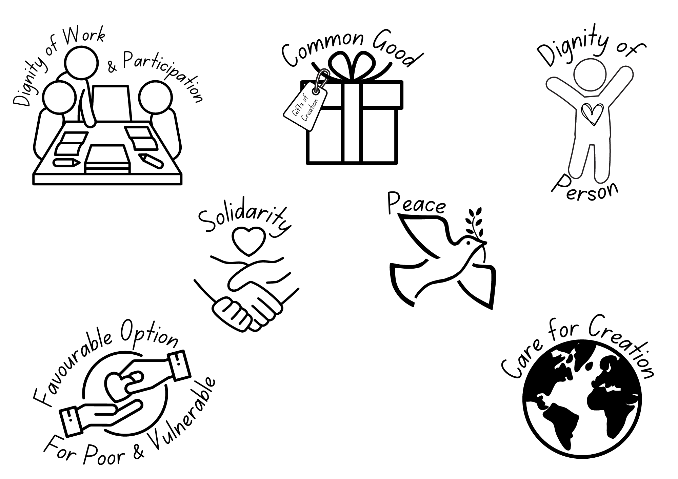 Dignity of Work
& Participation
Common Good
Gifts of
Creation
Dignity of
Person
Solidarity
Peace
Favourable Option
For Poor & Vulnerable
Care for Creation